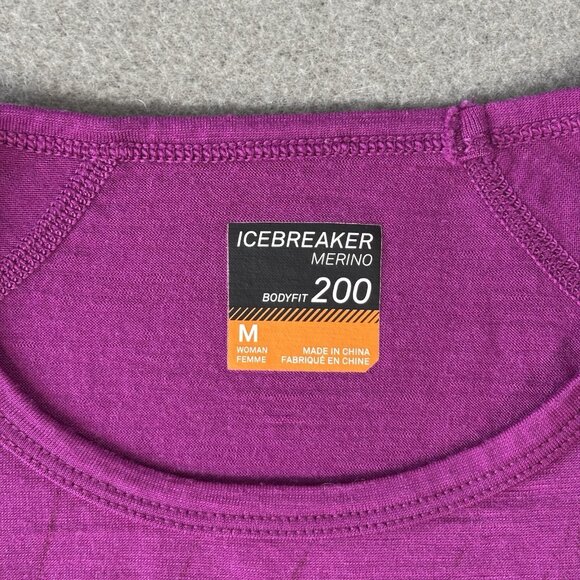 ICEBREAKER
MERINO
BODYFIT 200
M
WOMAN
FEMME
MADE IN CHINA
FABRIQUÉ EN CHINE